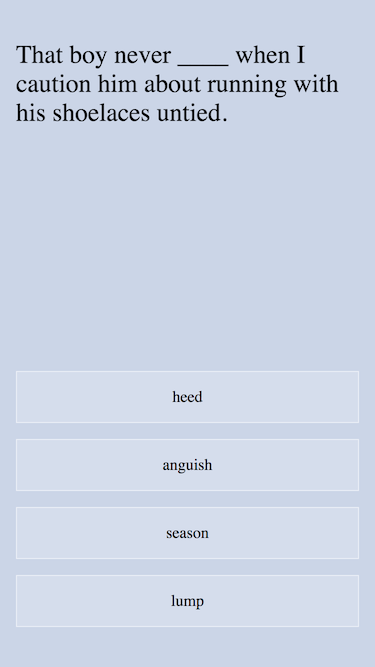 That boy never ____ when I
caution him about running with
his shoelaces untied.
heed
anguish
season
lump